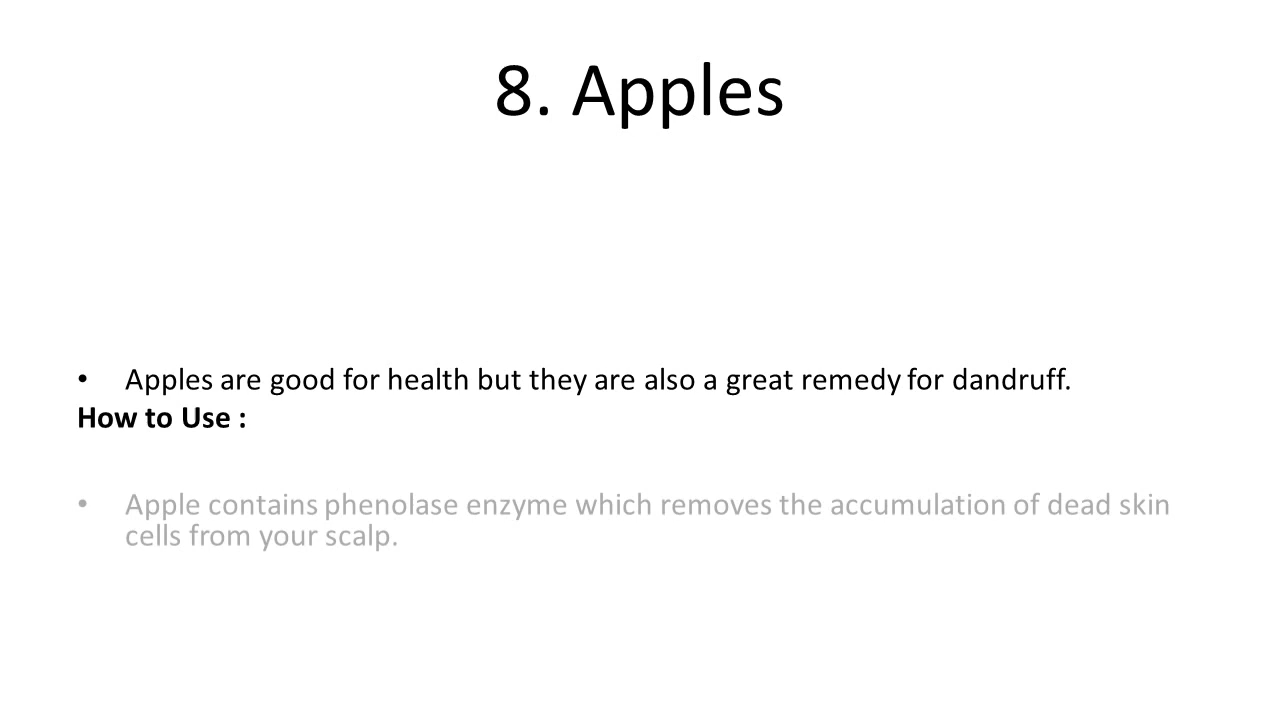 8. Apples
• Apples are good for health but they are also a great remedy for dandruff.
How to Use :
• Apple contains phenolase enzyme which removes the accumulation of dead skin
cells from your scalp.